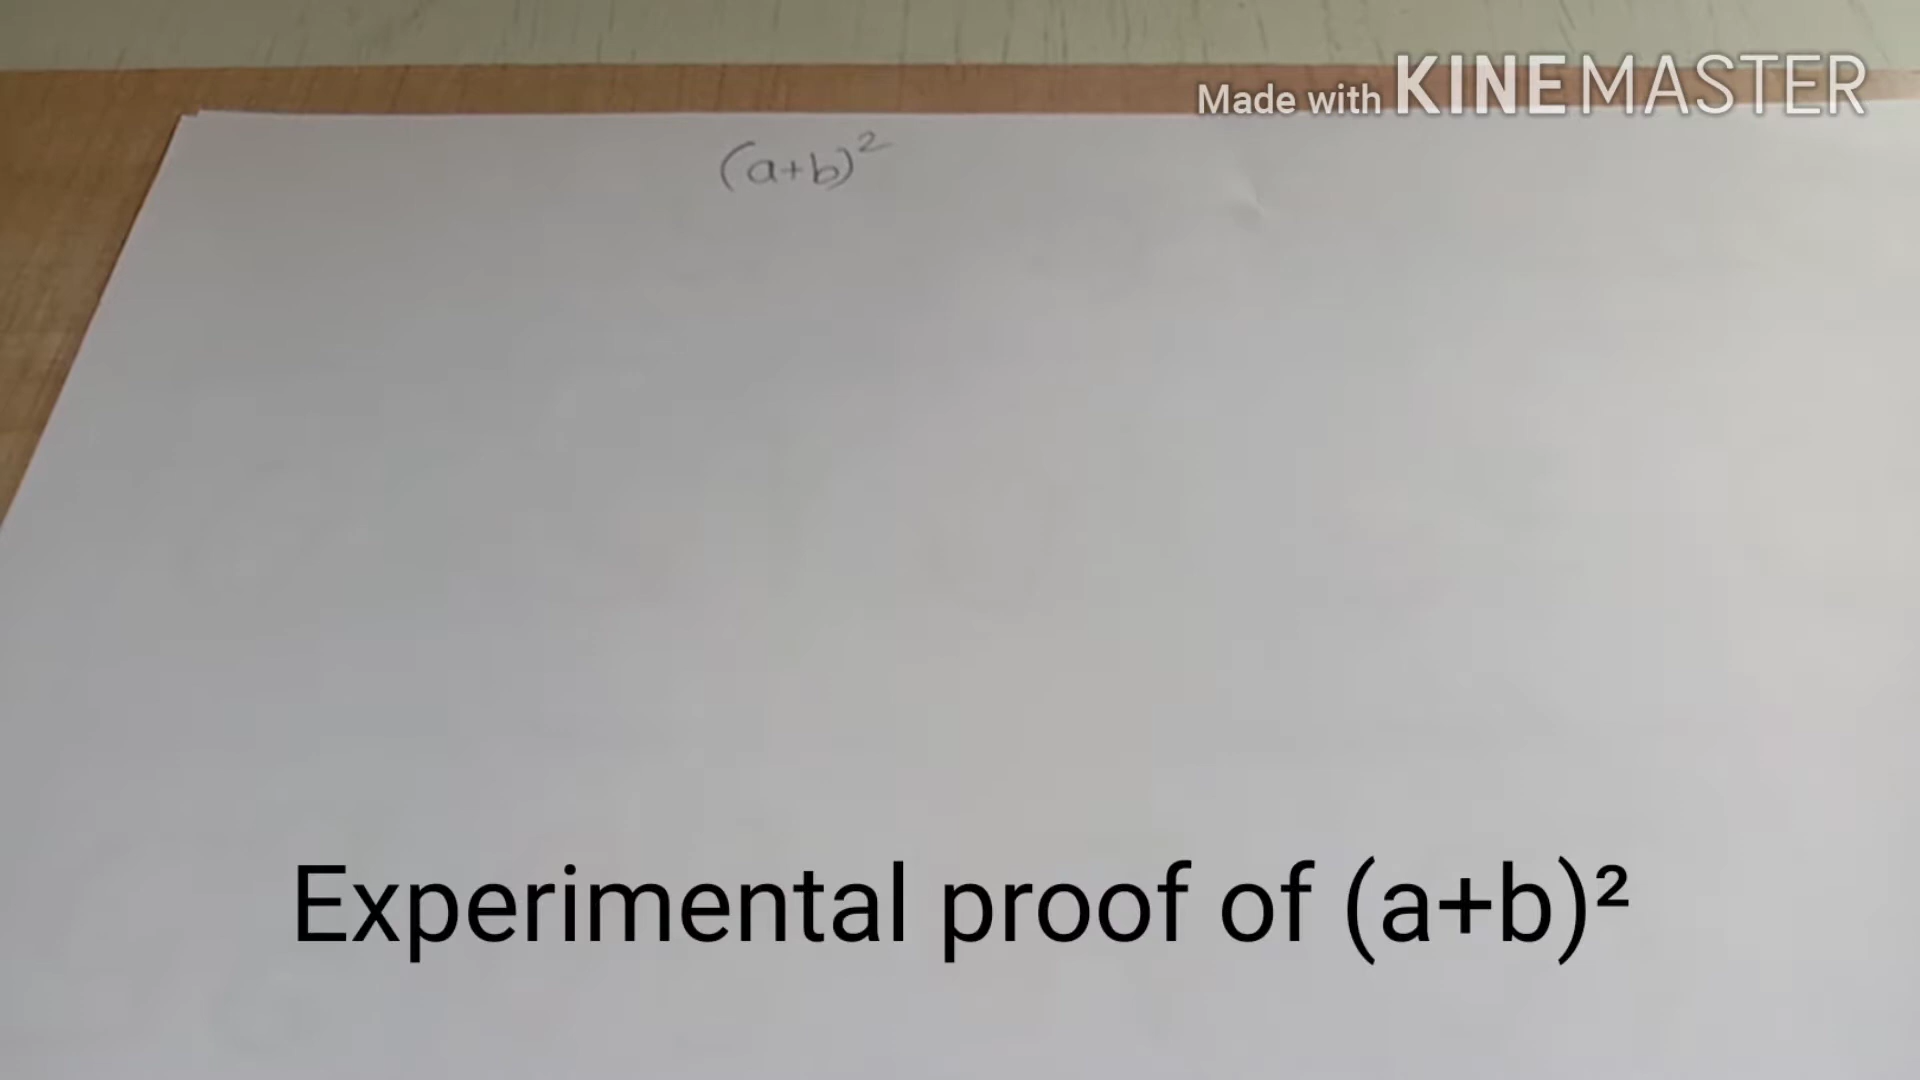 Made with KINEMASTER
(a+b)²
Experimental proof of (a+b)²